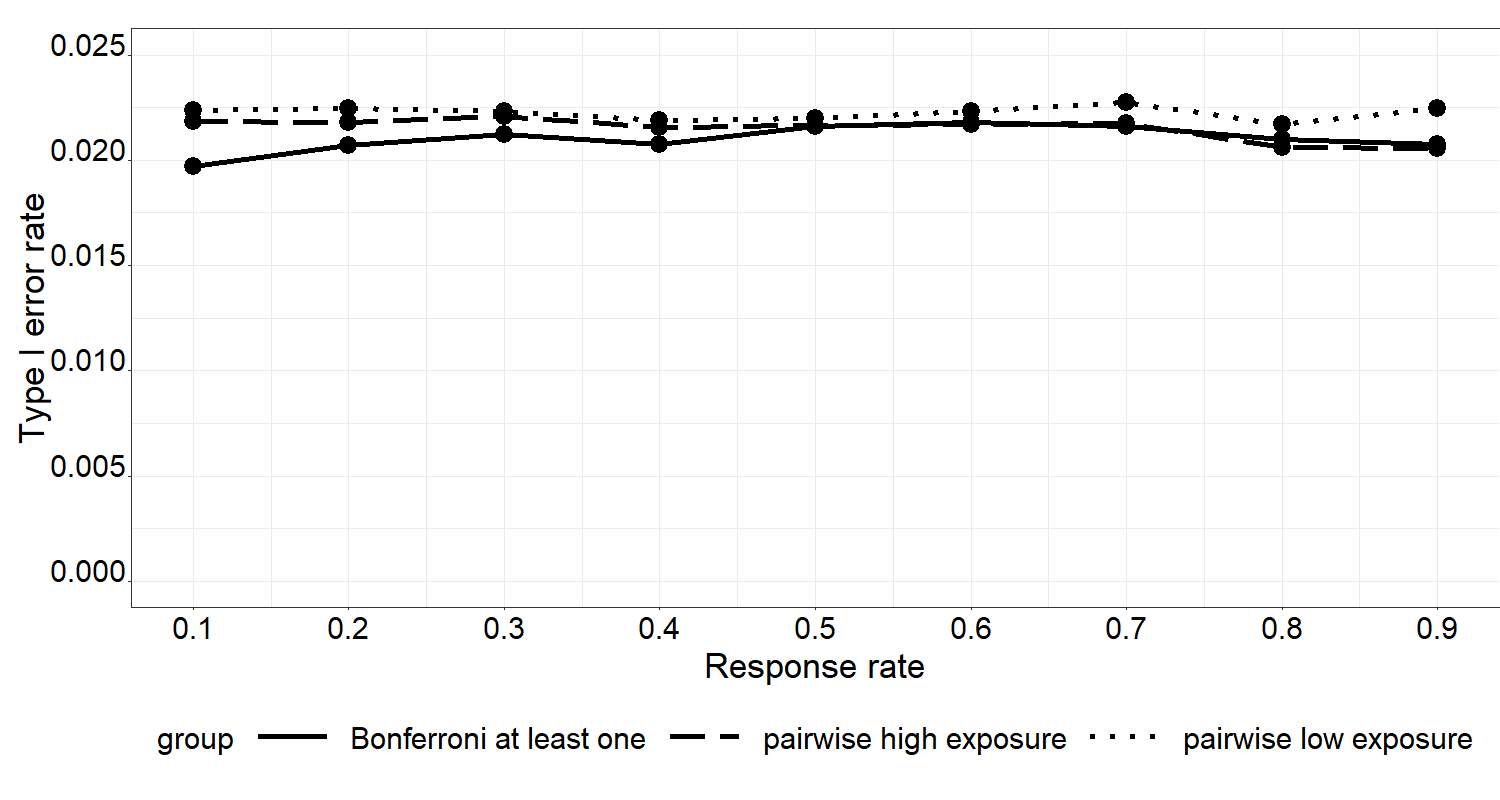 Type I error rate
0.025
0.020
0.015
0.010
0.005
0.000
0.1 0.2 0.3 0.4 0.5 0.6 0.7 0.8 0.9
Response rate
group Bonferroni at least one pairwise high exposure pairwise low exposure